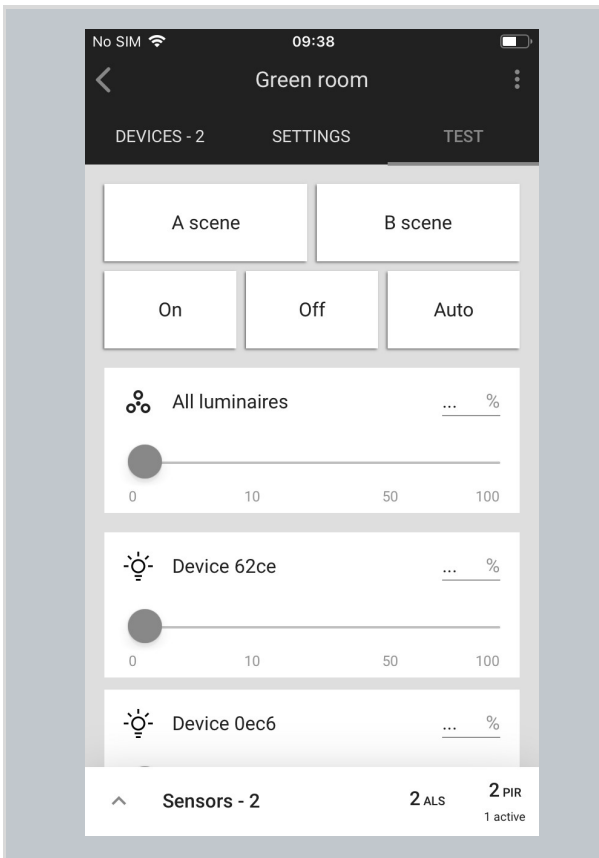 No SIM 09:38
Green room
DEVICES - 2 SETTINGS TEST
A scene B scene
On Off Auto
All luminaires ... %
0 10 50 100
Device 62ce ... %
0 10 50 100
Device 0ec6 ... %
Sensors - 2 2 ALS 2 PIR
1 active